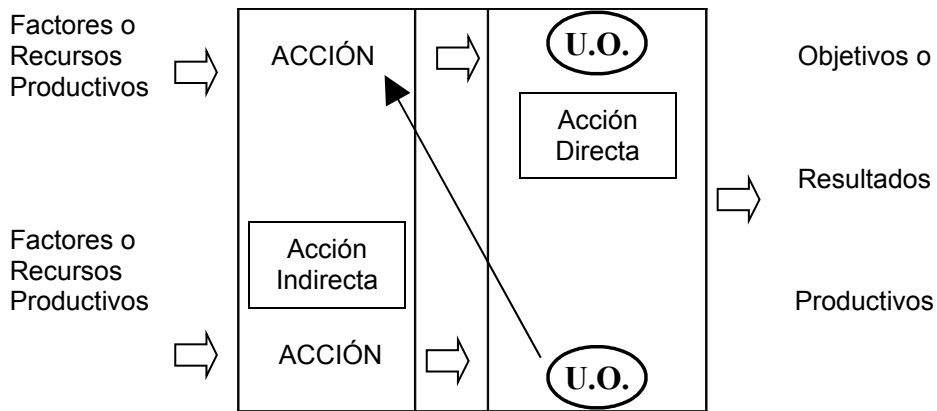 Factores o
Recursos
Productivos
ACCIÓN
U.O.
Objetivos o
Acción
Directa
Resultados
Factores o
Recursos
Productivos
Acción
Indirecta
Productivos
ACCIÓN
U.O.